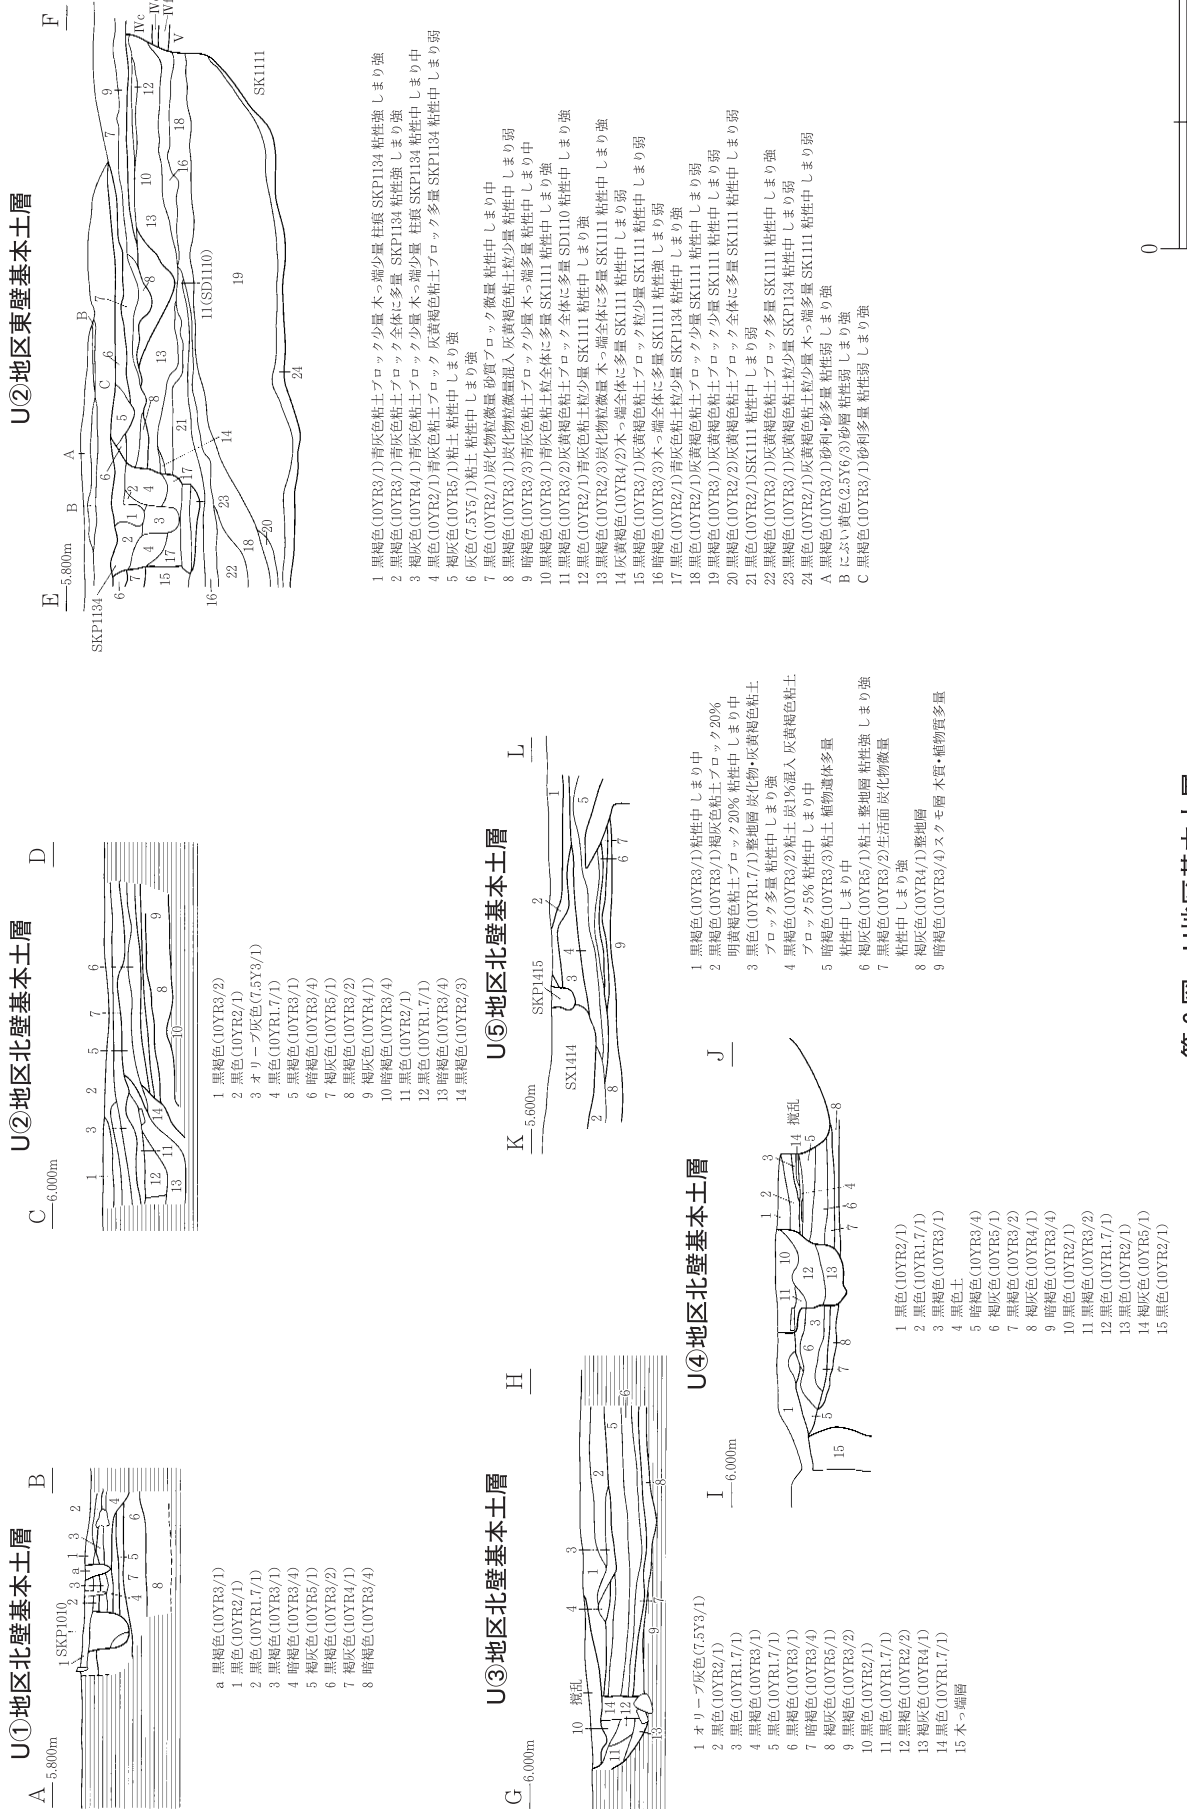 U①地区北壁基本土層
A
5.800m
B
SKP1010
a 黒褐色(10YR3/1)
1 黒色(10YR2/1)
2 黒色(10YR1.7/1)
3 黒褐色(10YR3/1)
4 暗褐色(10YR3/4)
5 褐灰色(10YR5/1)
6 黒褐色(10YR3/2)
7 褐灰色(10YR4/1)
8 暗褐色(10YR3/4)
U②地区北壁基本土層
C
6.000m
D
1 黒褐色(10YR3/2)
2 黒色(10YR2/1)
3 オリーブ灰色(7.5Y3/1)
4 黒色(10YR1.7/1)
5 黒褐色(10YR3/1)
6 暗褐色(10YR3/4)
7 褐灰色(10YR5/1)
8 黒褐色(10YR3/2)
9 褐灰色(10YR4/1)
10 暗褐色(10YR3/4)
11 黒色(10YR2/1)
12 黒色(10YR1.7/1)
13 暗褐色(10YR3/4)
14 黒褐色(10YR2/3)
U②地区東壁基本土層
E
5.800m
F
SKP1134
SK1111
11(SD1110)
IVc
V
1 黒褐色(10YR3/1)青灰色粘土ブロック少量 木っ端少量 柱痕 SKP1134 粘性強 しまり強
2 黒褐色(10YR3/1)青灰色粘土ブロック全体に多量 SKP1134 粘性強 しまり強
3 褐灰色(10YR4/1)青灰色粘土ブロック少量 木っ端少量 柱痕 SKP1134 粘性中 しまり中
4 黒色(10YR2/1)青灰色粘土ブロック 灰黄褐色粘土ブロック多量 SKP1134 粘性中 しまり弱
5 褐灰色(10YR5/1)粘土 粘性中 しまり強
6 灰色(7.5Y5/1)粘土 粘性中 しまり強
7 黒色(10YR2/1)炭化物粒微量 砂質ブロック微量 粘性中 しまり中
8 黒褐色(10YR3/1)炭化物粒微量混入 灰黄褐色粘土粒少量 粘性中 しまり弱
9 暗褐色(10YR3/3)青灰色粘土ブロック少量 木っ端多量 粘性中 しまり中
10 黒褐色(10YR3/1)青灰色粘土粒全体に多量 SK1111 粘性中 しまり強
11 黒褐色(10YR3/2)灰黄褐色粘土ブロック全体に多量 SD1110 粘性中 しまり強
12 黒色(10YR2/1)青灰色粘土粒少量 SK1111 粘性中 しまり強
13 黒褐色(10YR2/3)炭化物粒微量 木っ端全体に多量 SK1111 粘性中 しまり強
14 灰黄褐色(10YR4/2)木っ端全体に多量 SK1111 粘性中 しまり弱
15 黒褐色(10YR3/1)灰黄褐色粘土ブロック粒少量 SK1111 粘性中 しまり弱
16 暗褐色(10YR3/3)木っ端全体に多量 SK1111 粘性強 しまり弱
17 黒色(10YR2/1)青灰色粘土粒少量 SKP1134 粘性中 しまり強
18 黒色(10YR2/1)灰黄褐色粘土ブロック少量 SK1111 粘性中 しまり弱
19 黒褐色(10YR3/1)灰黄褐色粘土ブロック少量 SK1111 粘性中 しまり弱
20 黒褐色(10YR2/2)灰黄褐色粘土ブロック全体に多量 SK1111 粘性中 しまり弱
21 黒色(10YR2/1)SK111 粘性中 しまり弱
22 黒褐色(10YR3/1)灰黄褐色粘土ブロック多量 SK1111 粘性中 しまり強
23 黒褐色(10YR3/1)灰黄褐色粘土粒少量 SKP1134 粘性中 しまり弱
24 黒色(10YR2/1)灰黄褐色粘土粒少量 木っ端多量 SK1111 粘性中 しまり弱
A 黒褐色(10YR3/1)砂利・砂多量 粘性弱 しまり弱
B にぶい黄色(2.5Y6/3)砂層 粘性弱 しまり強
C 黒褐色(10YR3/1)砂利多量 粘性弱 しまり強
U③地区北壁基本土層
G
6.000m
H
撹乱
1 オリーブ灰色(7.5Y3/1)
2 黒色(10YR2/1)
3 黒色(10YR1.7/1)
4 黒褐色(10YR3/1)
5 黒色(10YR1.7/1)
6 黒褐色(10YR3/1)
7 暗褐色(10YR3/4)
8 褐灰色(10YR5/1)
9 黒褐色(10YR3/2)
10 黒色(10YR2/1)
11 黒色(10YR1.7/1)
12 黒褐色(10YR2/2)
13 褐灰色(10YR4/1)
14 黒色(10YR1.7/1)
15 木っ端層
U⑤地区北壁基本土層
K
5.600m
L
SKP1415
SX1414
1 黒褐色(10YR3/1)粘性中 しまり中
2 黒褐色(10YR3/1)褐灰色粘土ブロック20%
明黄褐色粘土ブロック20% 粘性中 しまり中
3 黒色(10YR1.7/1)整地層 炭化物・灰黄褐色粘土
ブロック多量 粘性中 しまり強
4 黒褐色(10YR3/2)粘土 炭1%混入 灰黄褐色粘土
ブロック5% 粘性中 しまり中
5 暗褐色(10YR3/3)粘土 植物遺体多量
粘性中 しまり中
6 褐灰色(10YR5/1)粘土 整地層 粘性強 しまり強
7 黒褐色(10YR3/2)生活面 炭化物微量
粘性中 しまり強
8 褐灰色(10YR4/1)整地層
9 暗褐色(10YR3/4)スクモ層 木質・植物質多量
U④地区北壁基本土層
I
6.000m
J
撹乱
1 黒色(10YR2/1)
2 黒色(10YR1.7/1)
3 黒褐色(10YR3/1)
4 黒色土
5 暗褐色(10YR3/4)
6 褐灰色(10YR5/1)
7 黒褐色(10YR3/2)
8 褐灰色(10YR4/1)
9 暗褐色(10YR3/4)
10 黒色(10YR2/1)
11 黒褐色(10YR3/2)
12 黒色(10YR1.7/1)
13 黒色(10YR2/1)
14 褐灰色(10YR5/1)
15 黒色(10YR2/1)
0